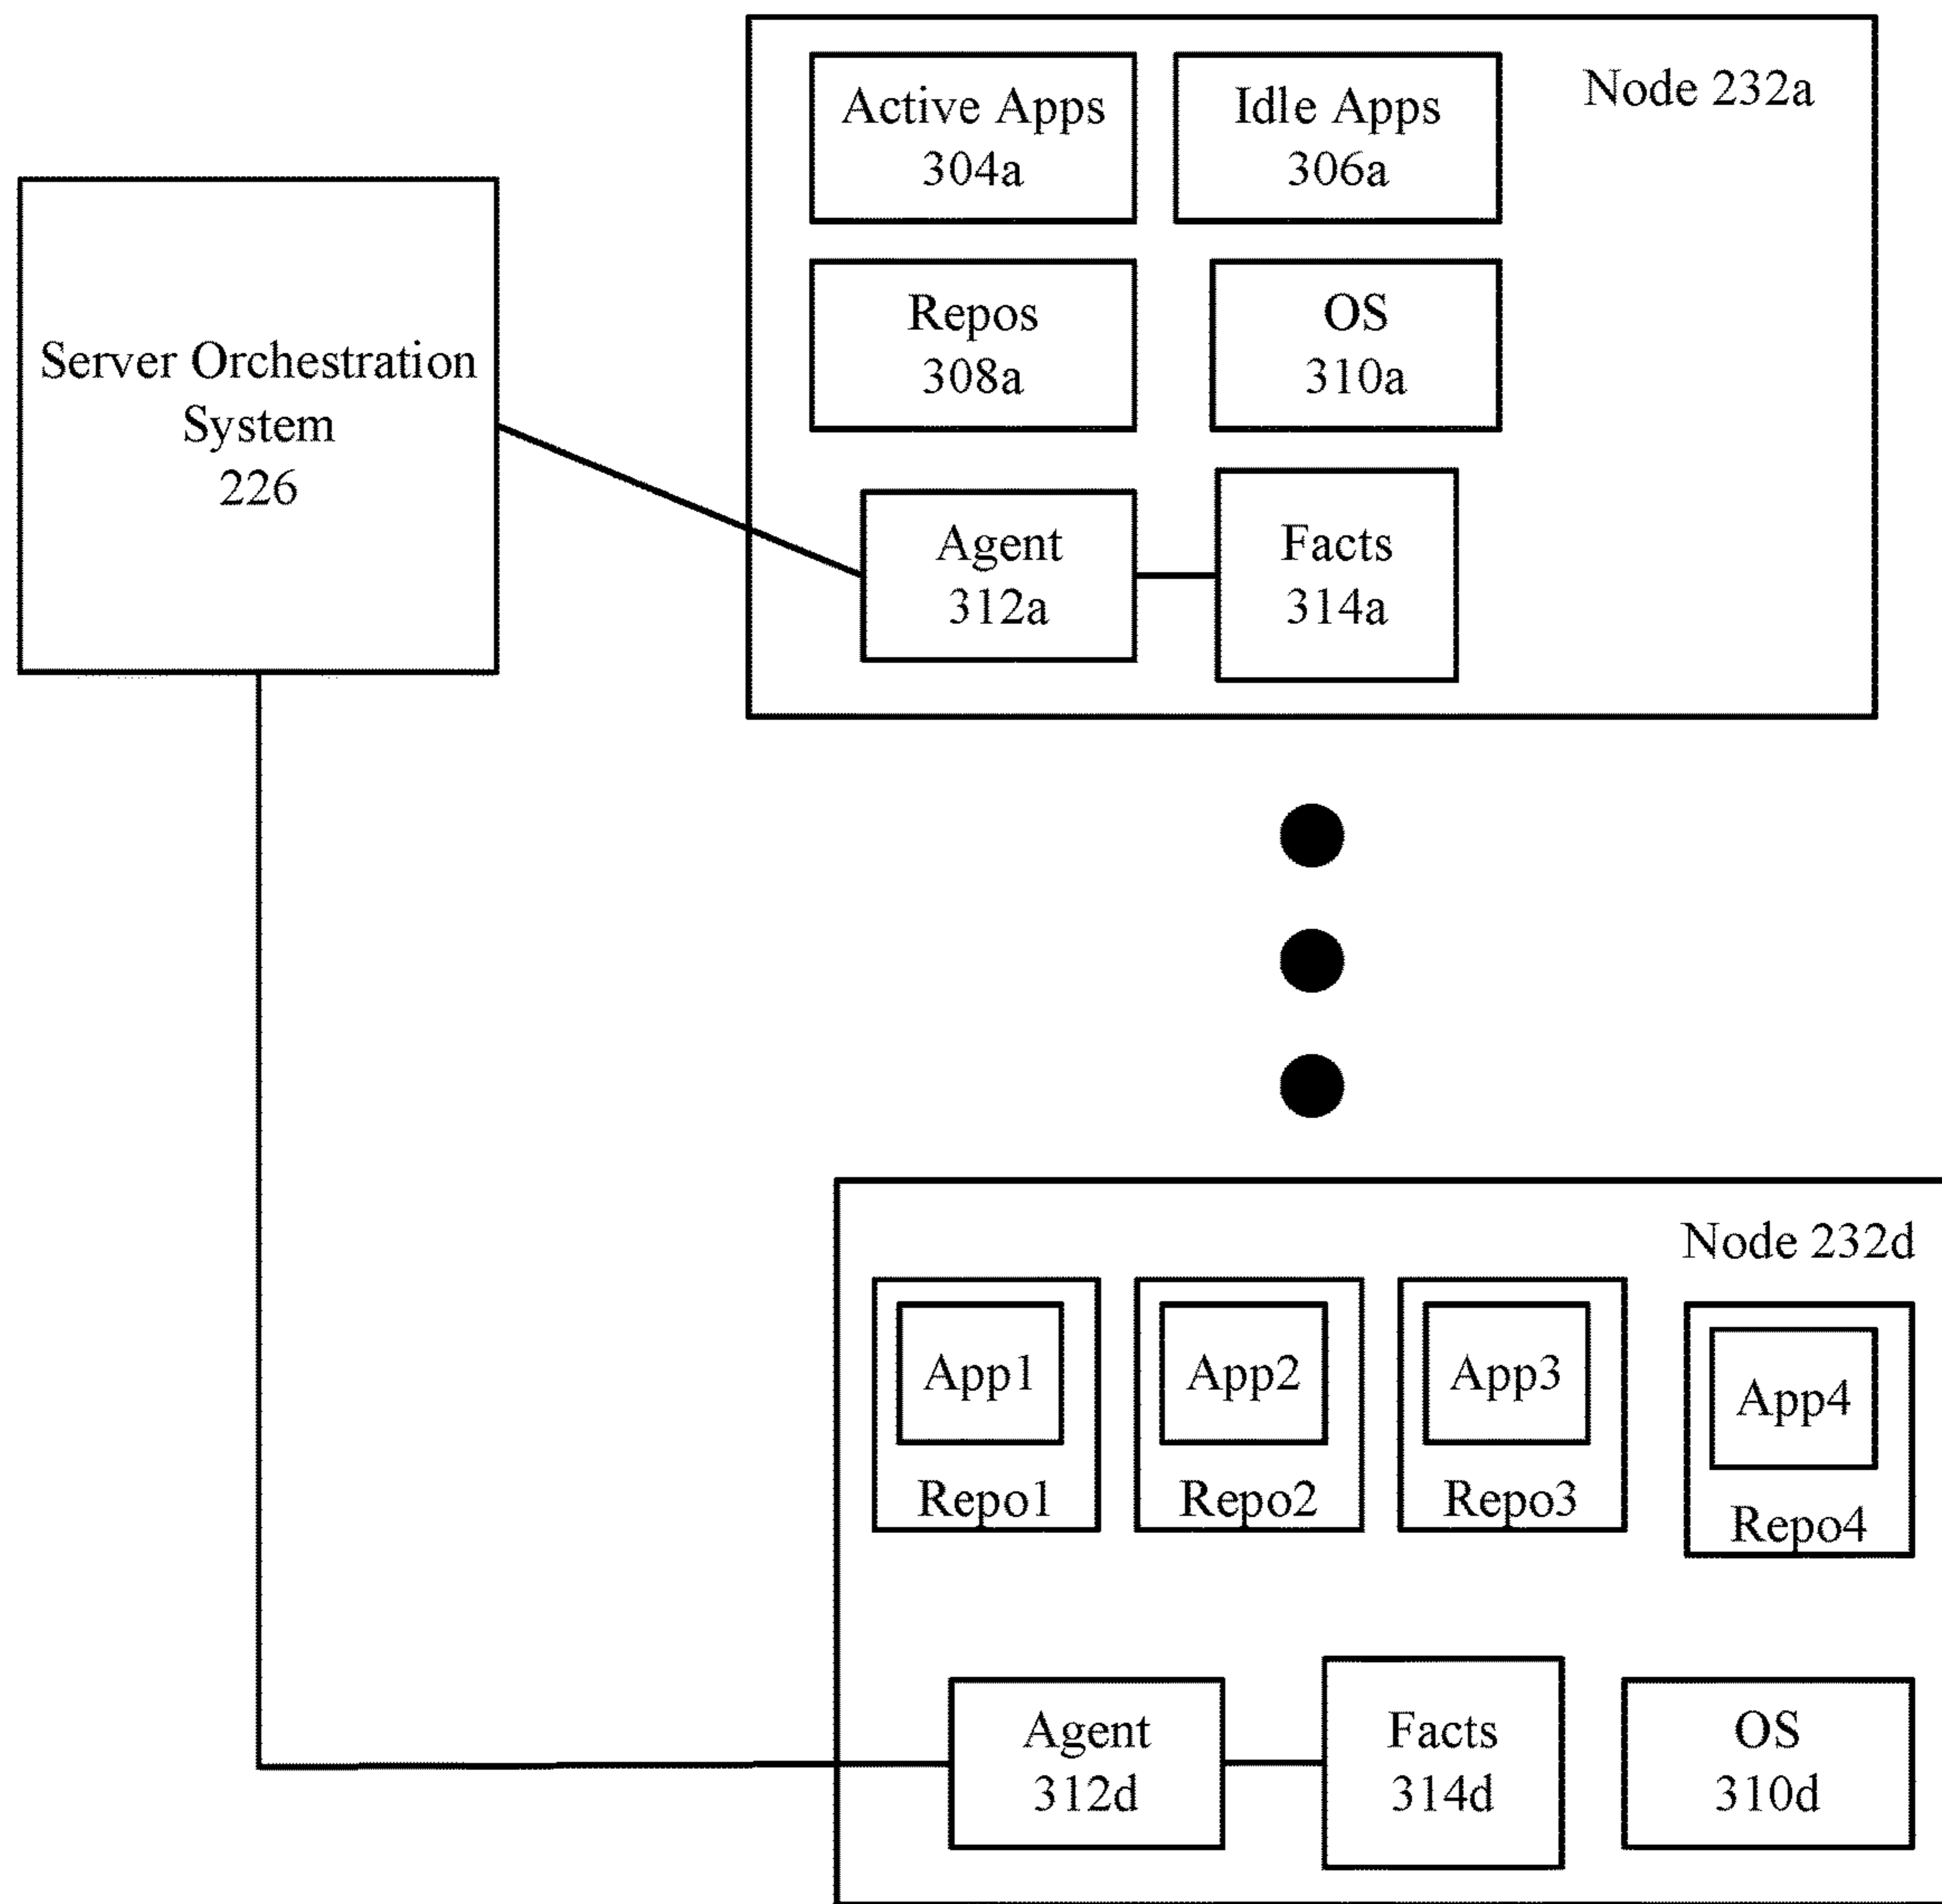 Node 232a
Active Apps
304a
Idle Apps
306a
Server Orchestration
System
226
Repos
308a
OS
310a
Agent
312a
Facts
314a
Node 232d
App1
Repo1
App2
Repo2
App3
Repo3
App4
Repo4
Agent
312d
Facts
314d
OS
310d